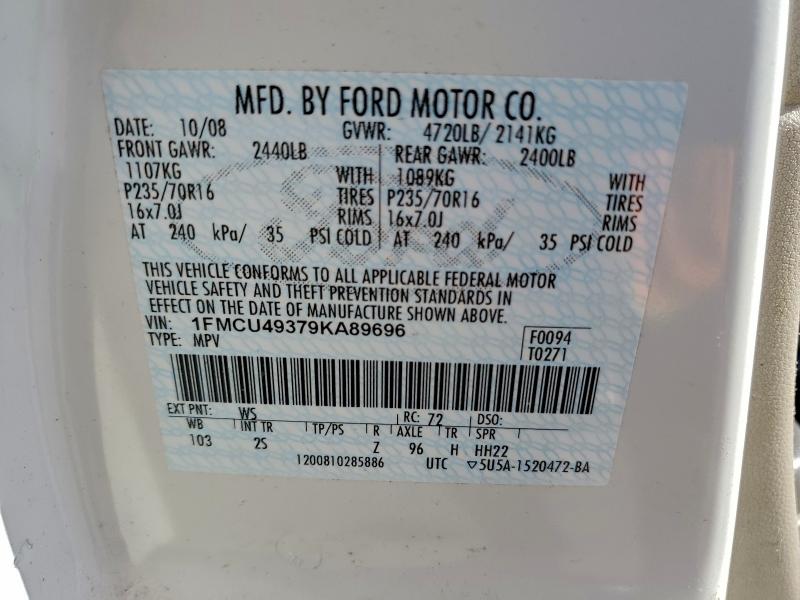 MFD. BY FORD MOTOR CO.
DATE: 10/08 GVWR: 4720LB/ 2141KG
FRONT GAWR: 2440LB REAR GAWR: 2400LB
1107KG WITH 1089KG WITH
P235/70R16 TIRES P235/70R16 TIRES
16x7.0J RIMS 16x7.0J RIMS
AT 240 kPa/ 35 PSI COLD AT 240 kPa/ 35 PSI COLD
THIS VEHICLE CONFORMS TO ALL APPLICABLE FEDERAL MOTOR
VEHICLE SAFETY AND THEFT PREVENTION STANDARDS IN
EFFECT ON THE DATE OF MANUFACTURE SHOWN ABOVE.
VIN: 1FMCU49379KA89696 F0094
TYPE: MPV T0271
EXT PNT: WS RC: 72 DSO:
WB INT TR TP/PS R AXLE TR SPR
103 25 Z 96 H HH22
1200810285886 UTC ▽5U5A-1520472-BA